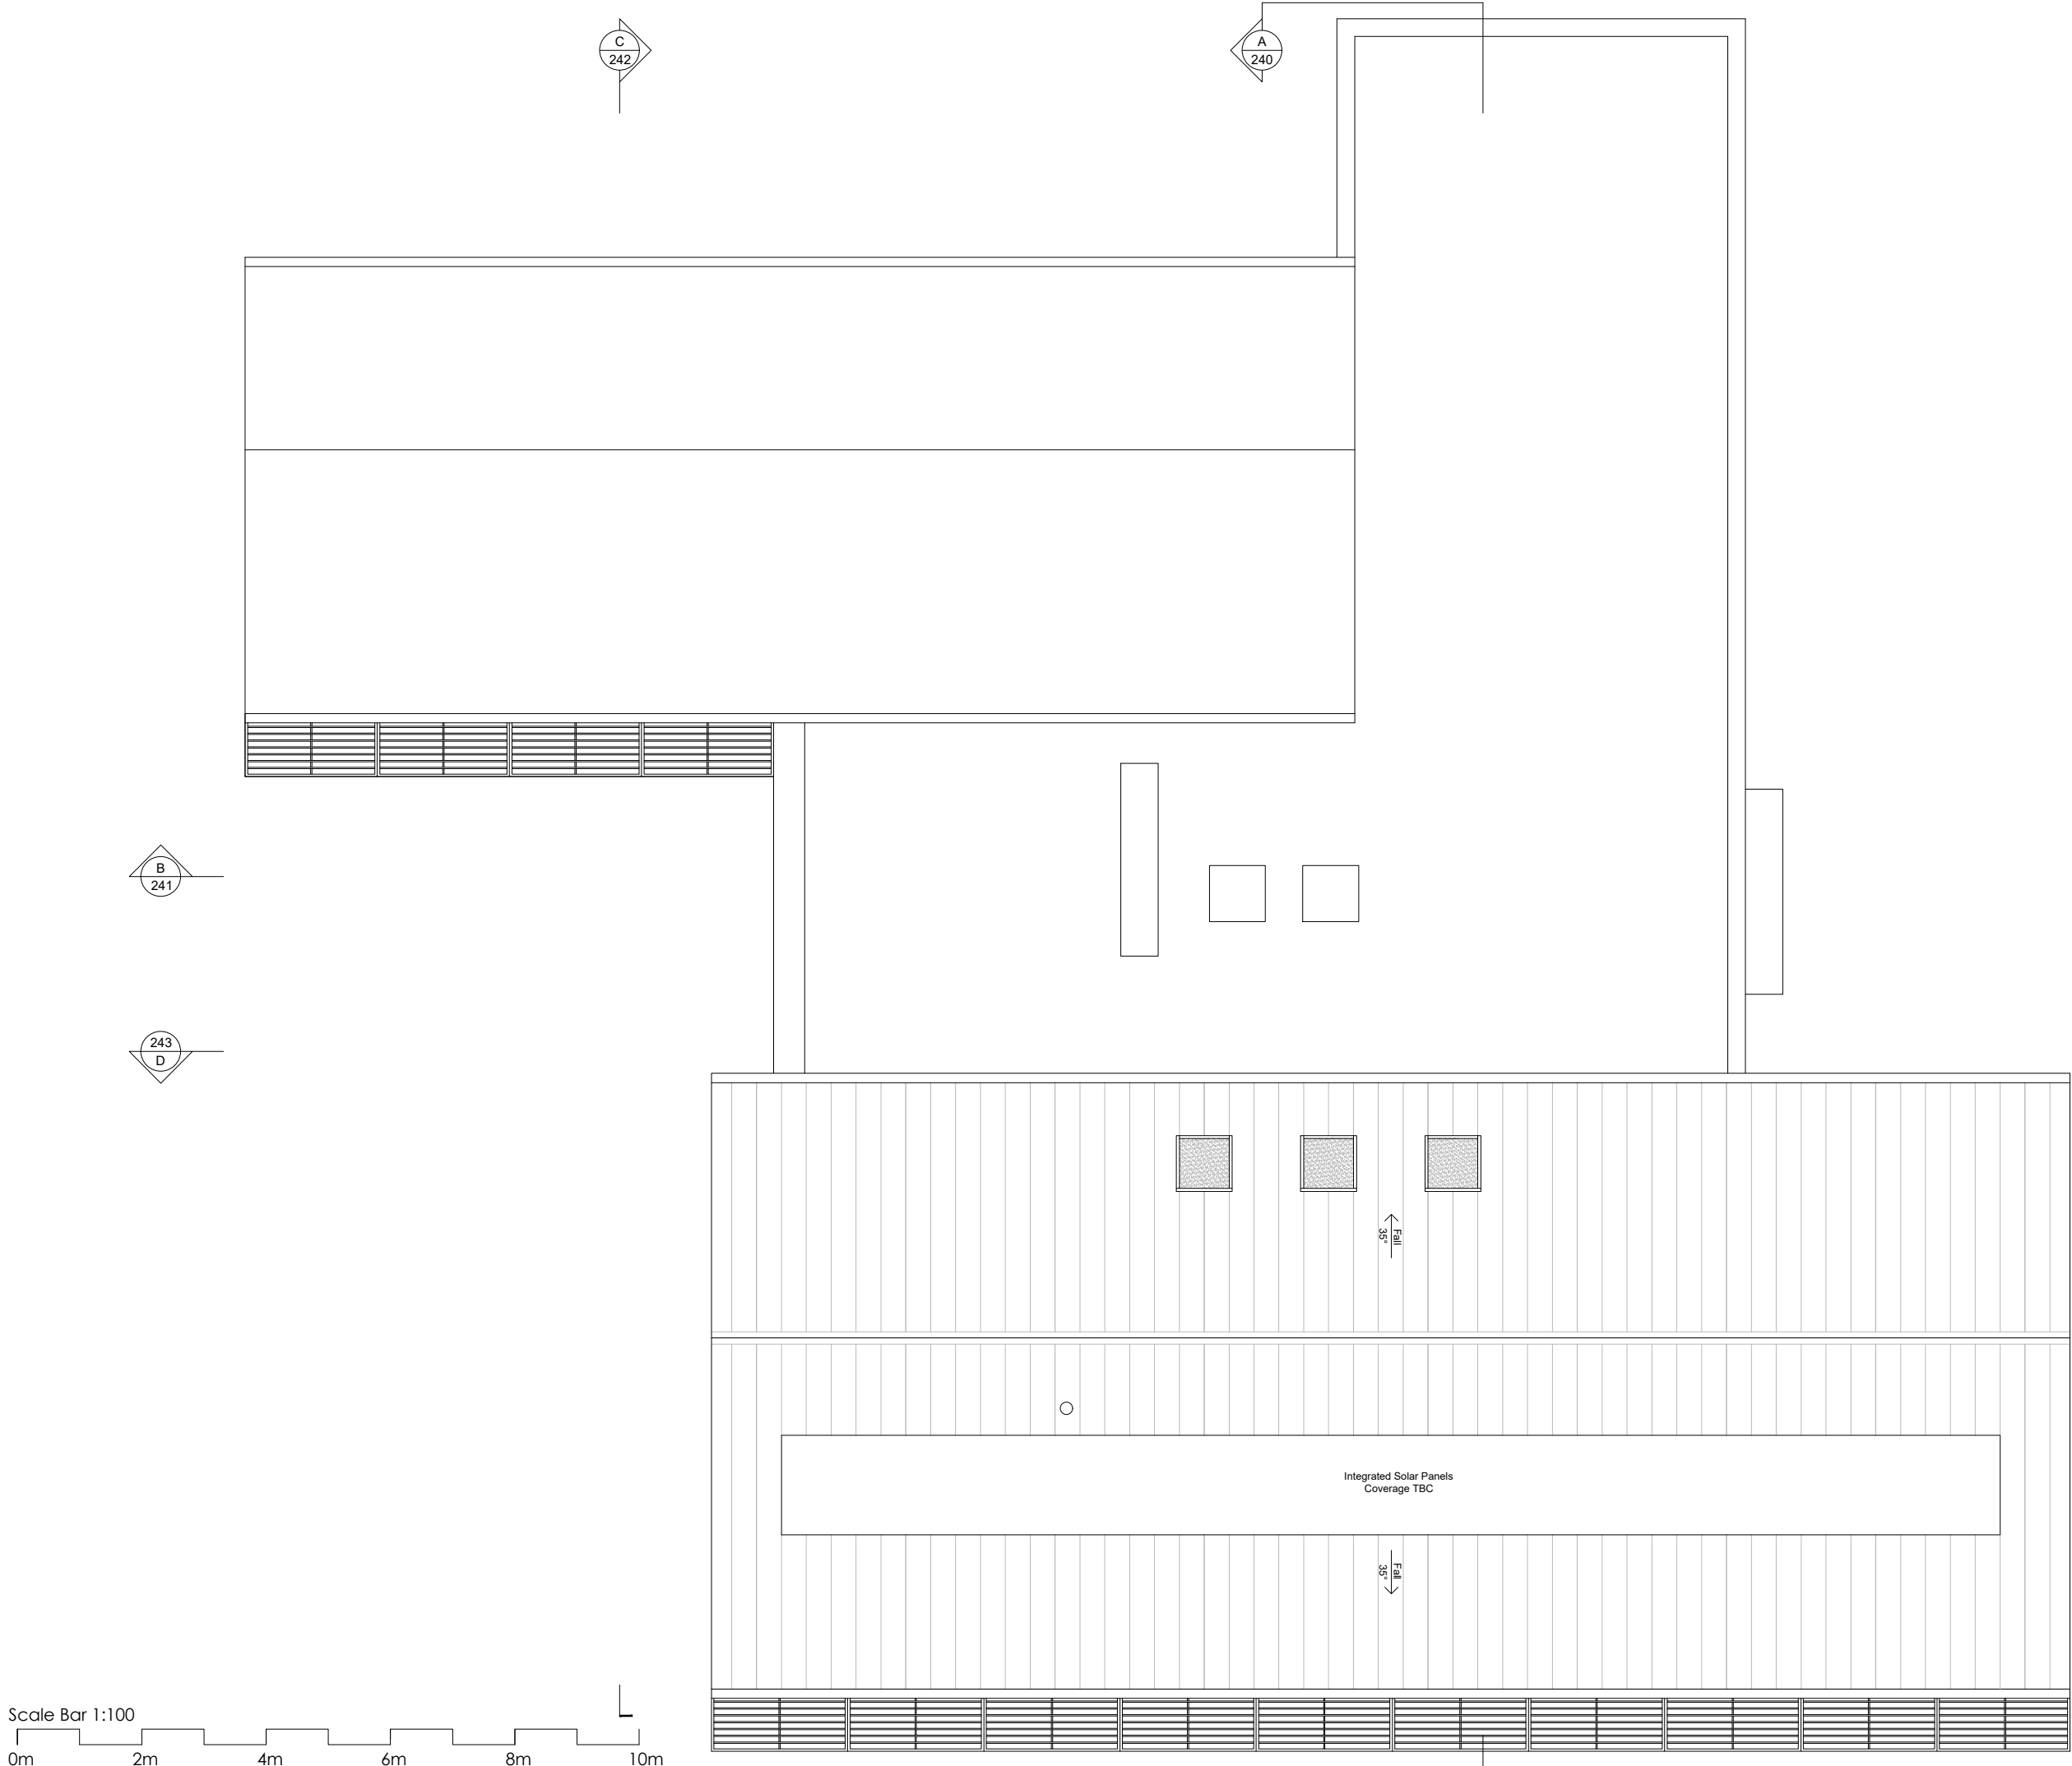 C
242
A
240
B
241
243
D
Fall
35°
Integrated Solar Panels
Coverage TBC
Fall
35°
Scale Bar 1:100
0m 2m 4m 6m 8m 10m